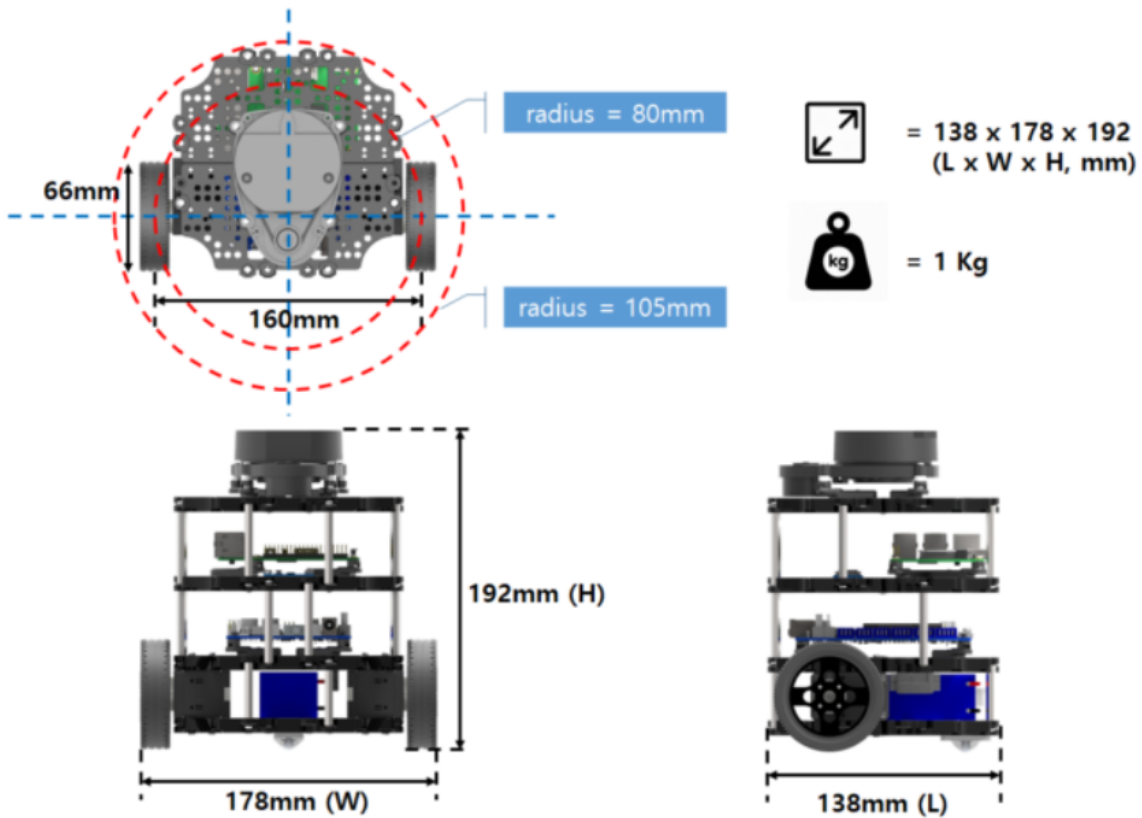 radius = 80mm
= 138 x 178 x 192
(L x W x H, mm)
66mm
kg
= 1 Kg
radius = 105mm
160mm
192mm (H)
178mm (W)
138mm (L)